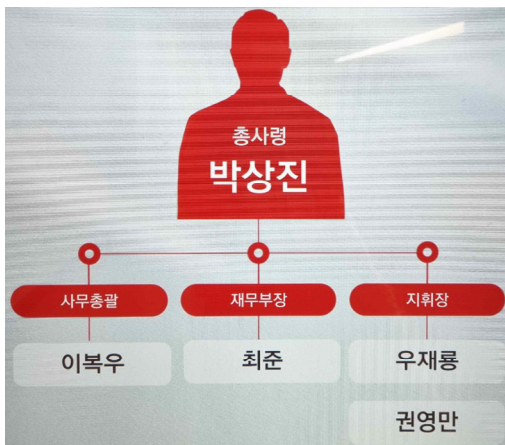 총사령
박상진
사무총괄
재무부장
지휘장
이복우
최준
우재룡
권영만